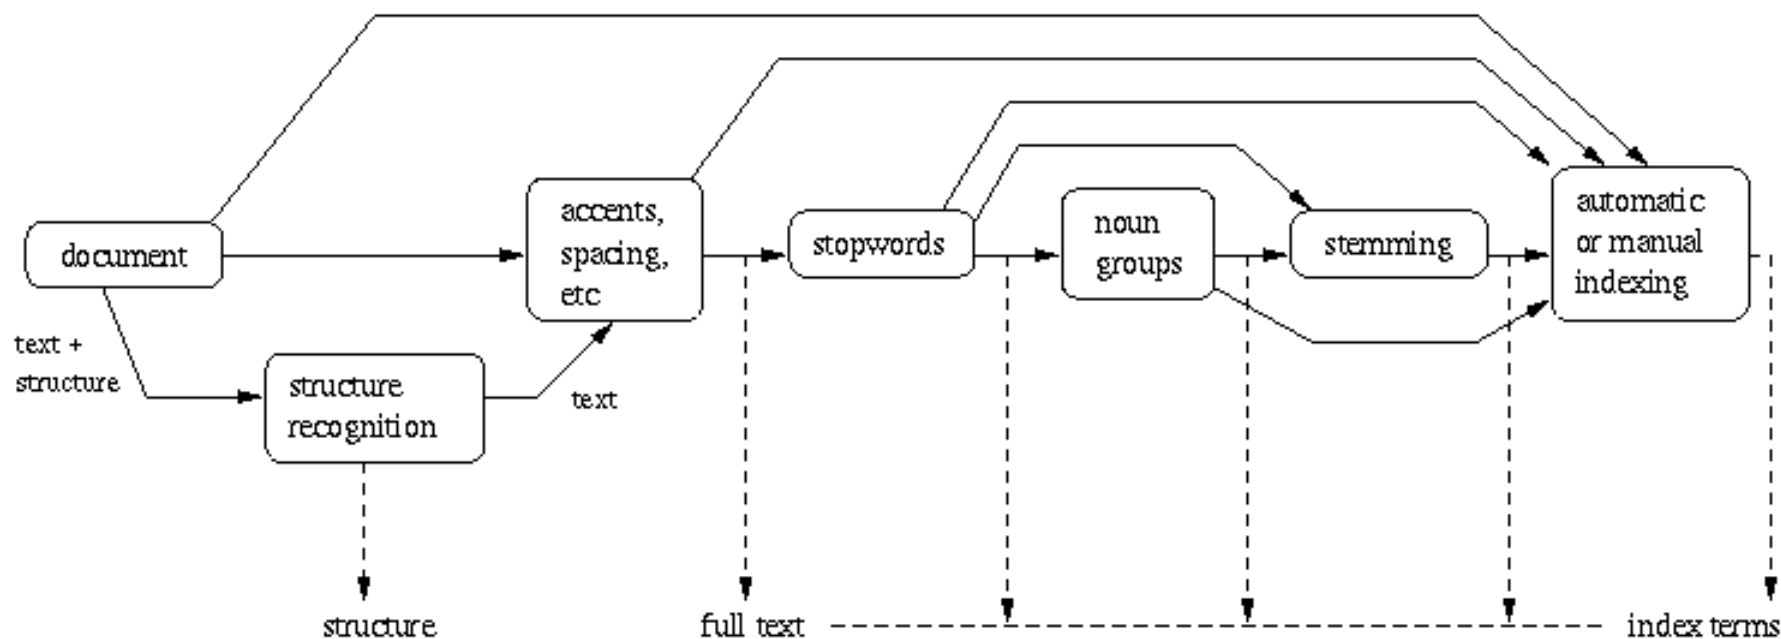 document
text +
structure
structure
recognition
text
accents,
spacing,
etc
stopwords
noun
groups
stemming
automatic
or manual
indexing
structure
full text
index terms